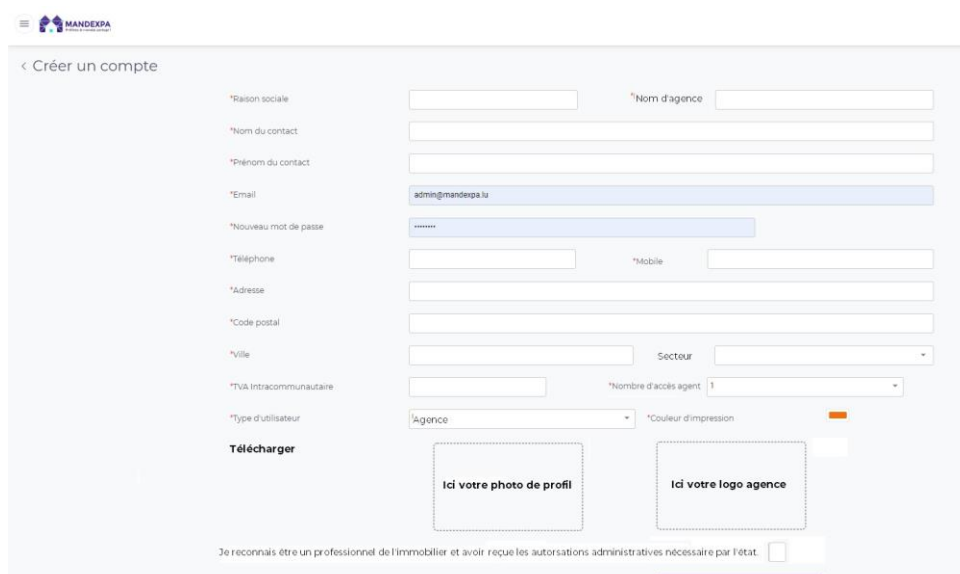 MANDEXPA
< Créer un compte
*Raison sociale *Nom d'agence
*Nom du contact
*Prénom du contact
*Email admin@mandexpa.lu
*Nouveau mot de passe ••••••••
*Téléphone *Mobile
*Adresse
*Code postal
*Ville Secteur
*TVA Intracommunautaire *Nombre d'accès agent 1
*Type d'utilisateur Agence *Couleur d'impression
Télécharger
Ici votre photo de profil Ici votre logo agence
Je reconnais être un professionnel de l'immobilier et avoir reçue les autorsations administratives nécessaire par l'état.